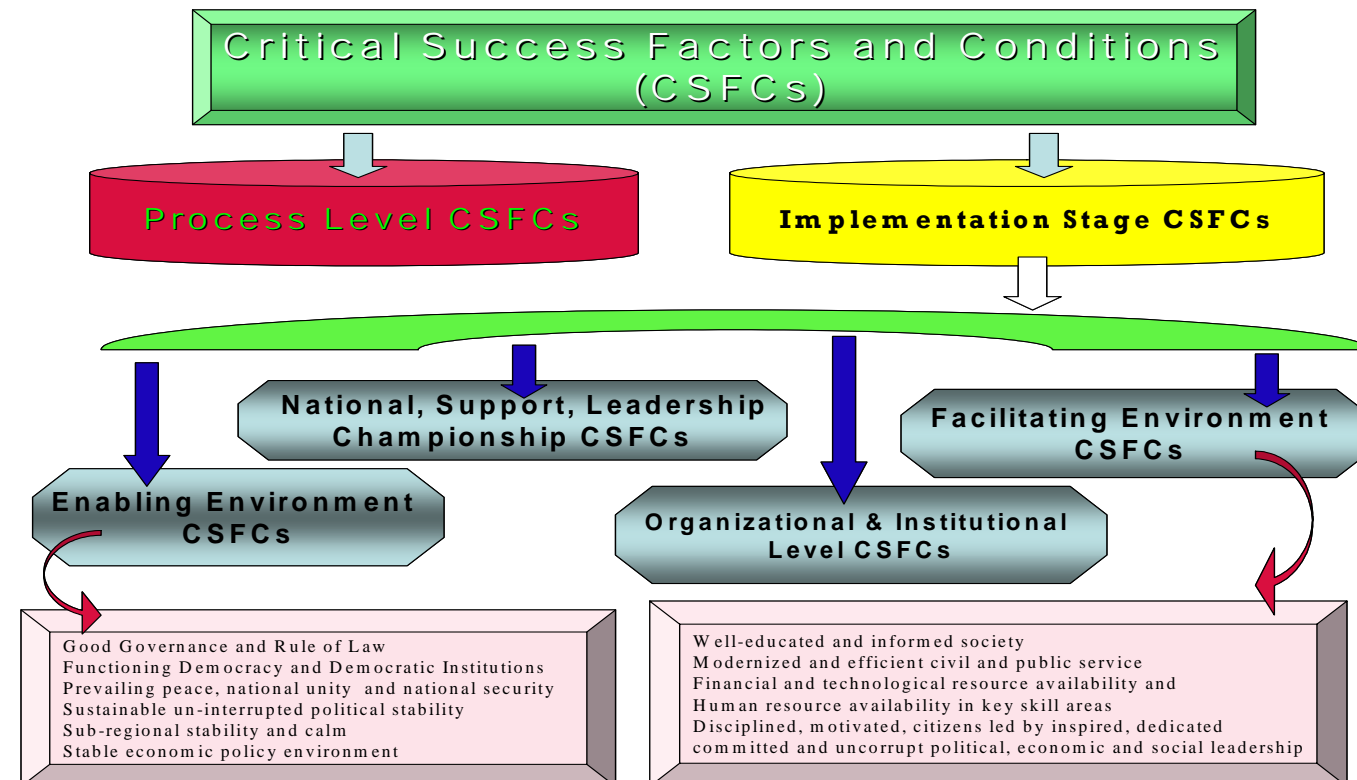 Critical Success Factors and Conditions
(CSFCs)
Process Level CSFCs
Implementation Stage CSFCs
National, Support, Leadership
Championship CSFCs
Facilitating Environment
CSFCs
Enabling Environment
CSFCs
Organizational & Institutional
Level CSFCs
Good Governance and Rule of Law
Functioning Democracy and Democratic Institutions
Prevailing peace, national unity and national security
Sustainable un-interrupted political stability
Sub-regional stability and calm
Stable economic policy environment
Well-educated and informed society
Modernized and efficient civil and public service
Financial and technological resource availability and
Human resource availability in key skill areas
Disciplined, motivated, citizens led by inspired, dedicated
committed and uncorrupt political, economic and social leadership